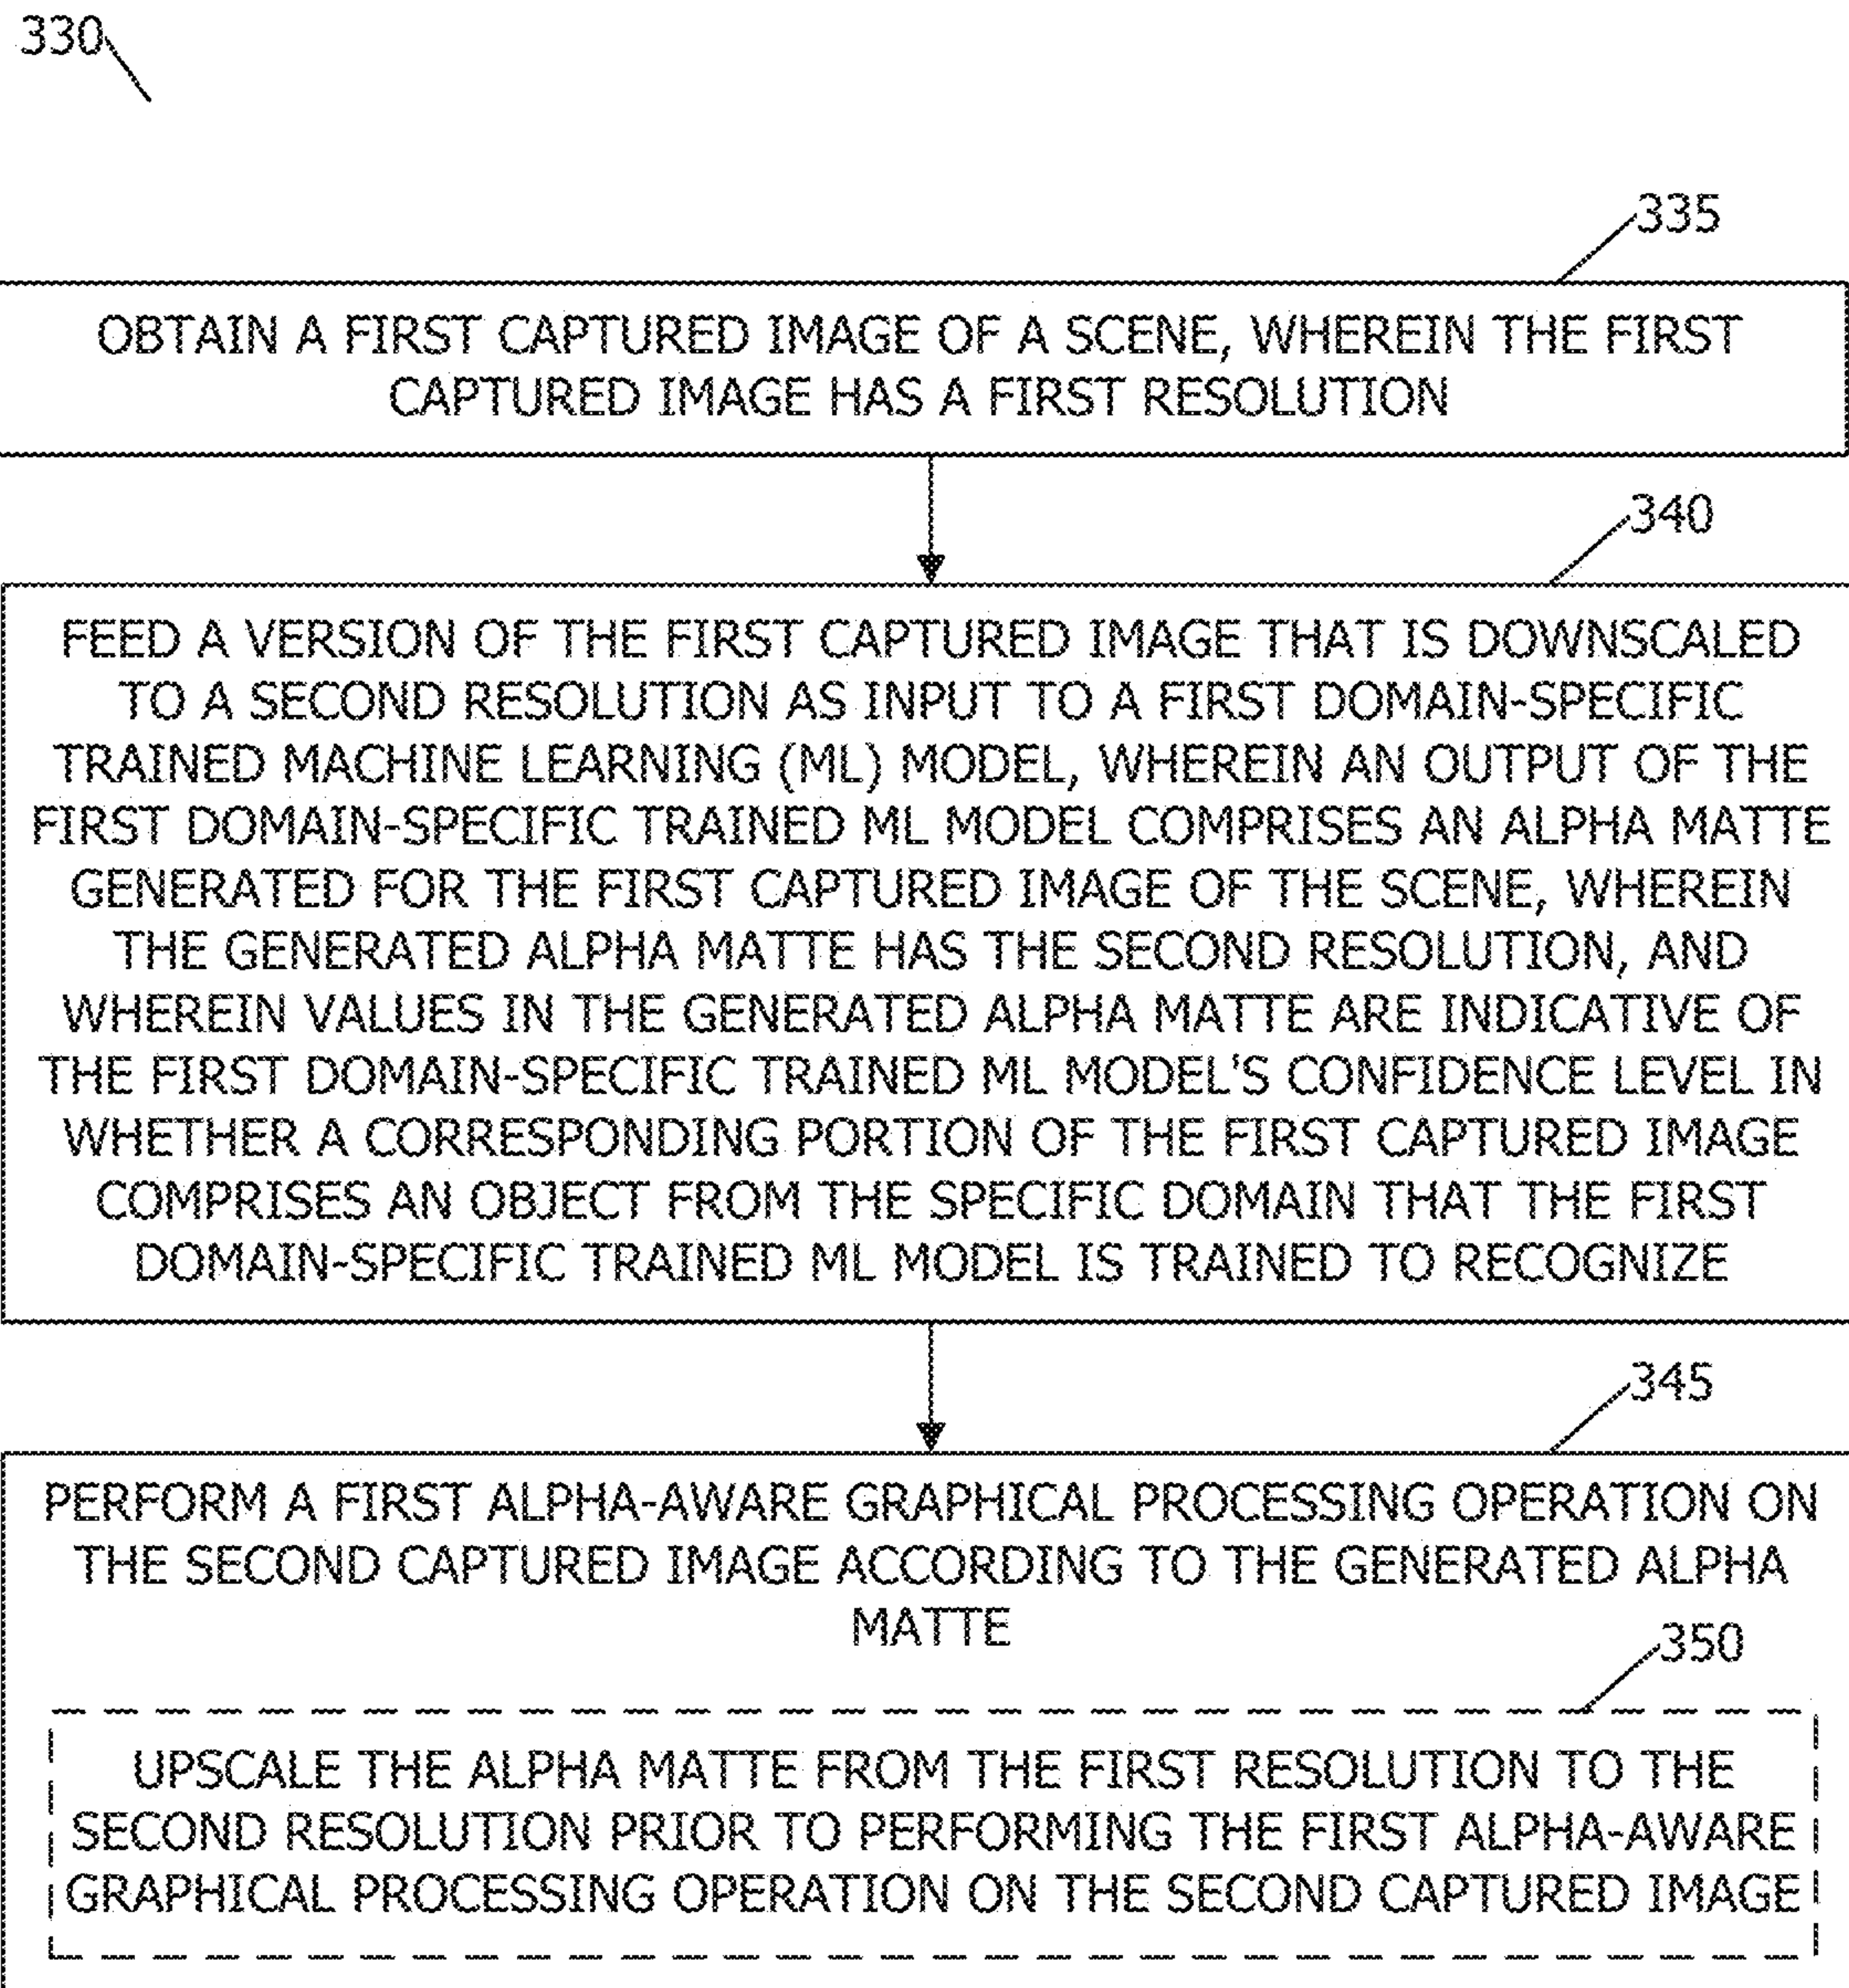 330
335
OBTAIN A FIRST CAPTURED IMAGE OF A SCENE, WHEREIN THE FIRST
CAPTURED IMAGE HAS A FIRST RESOLUTION
340
FEED A VERSION OF THE FIRST CAPTURED IMAGE THAT IS DOWNSCALED
TO A SECOND RESOLUTION AS INPUT TO A FIRST DOMAIN-SPECIFIC
TRAINED MACHINE LEARNING (ML) MODEL, WHEREIN AN OUTPUT OF THE
FIRST DOMAIN-SPECIFIC TRAINED ML MODEL COMPRISES AN ALPHA MATTE
GENERATED FOR THE FIRST CAPTURED IMAGE OF THE SCENE, WHEREIN
THE GENERATED ALPHA MATTE HAS THE SECOND RESOLUTION, AND
WHEREIN VALUES IN THE GENERATED ALPHA MATTE ARE INDICATIVE OF
THE FIRST DOMAIN-SPECIFIC TRAINED ML MODEL'S CONFIDENCE LEVEL IN
WHETHER A CORRESPONDING PORTION OF THE FIRST CAPTURED IMAGE
COMPRISES AN OBJECT FROM THE SPECIFIC DOMAIN THAT THE FIRST
DOMAIN-SPECIFIC TRAINED ML MODEL IS TRAINED TO RECOGNIZE
345
PERFORM A FIRST ALPHA-AWARE GRAPHICAL PROCESSING OPERATION ON
THE SECOND CAPTURED IMAGE ACCORDING TO THE GENERATED ALPHA
MATTE
350
UPSCALE THE ALPHA MATTE FROM THE FIRST RESOLUTION TO THE
SECOND RESOLUTION PRIOR TO PERFORMING THE FIRST ALPHA-AWARE
GRAPHICAL PROCESSING OPERATION ON THE SECOND CAPTURED IMAGE